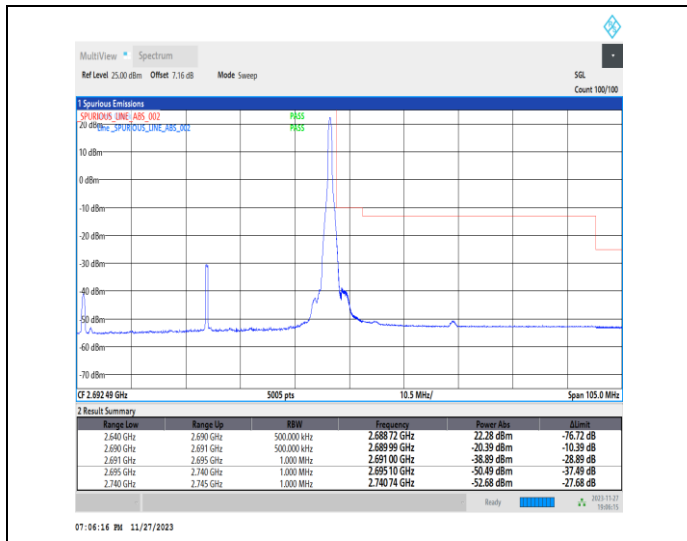 MultiView Spectrum
Ref Level 25.00 dBm Offset 7.16 dB Mode Sweep SGL
Count 100/100
1 Spurious Emissions
SPURIOUS_LINE_ABS_002 PASS
Line _SPURIOUS_LINE_ABS_002 PASS
20 dBm
10 dBm
0 dBm
-10 dBm
-20 dBm
-30 dBm
-40 dBm
-50 dBm
-60 dBm
-70 dBm
CF 2.692 49 GHz 5005 pts 10.5 MHz/ Span 105.0 MHz
2 Result Summary
Range Low Range Up RBW Frequency Power Abs ΔLimit
2.640 GHz 2.690 GHz 500.000 kHz 2.688 72 GHz 22.28 dBm -76.72 dB
2.690 GHz 2.691 GHz 500.000 kHz 2.689 99 GHz -20.39 dBm -10.39 dB
2.691 GHz 2.695 GHz 1.000 MHz 2.691 00 GHz -38.89 dBm -28.89 dB
2.695 GHz 2.740 GHz 1.000 MHz 2.695 10 GHz -50.49 dBm -37.49 dB
2.740 GHz 2.745 GHz 1.000 MHz 2.740 74 GHz -52.68 dBm -27.68 dB
Ready 2023-11-27
19:06:15
07:06:16 PM 11/27/2023